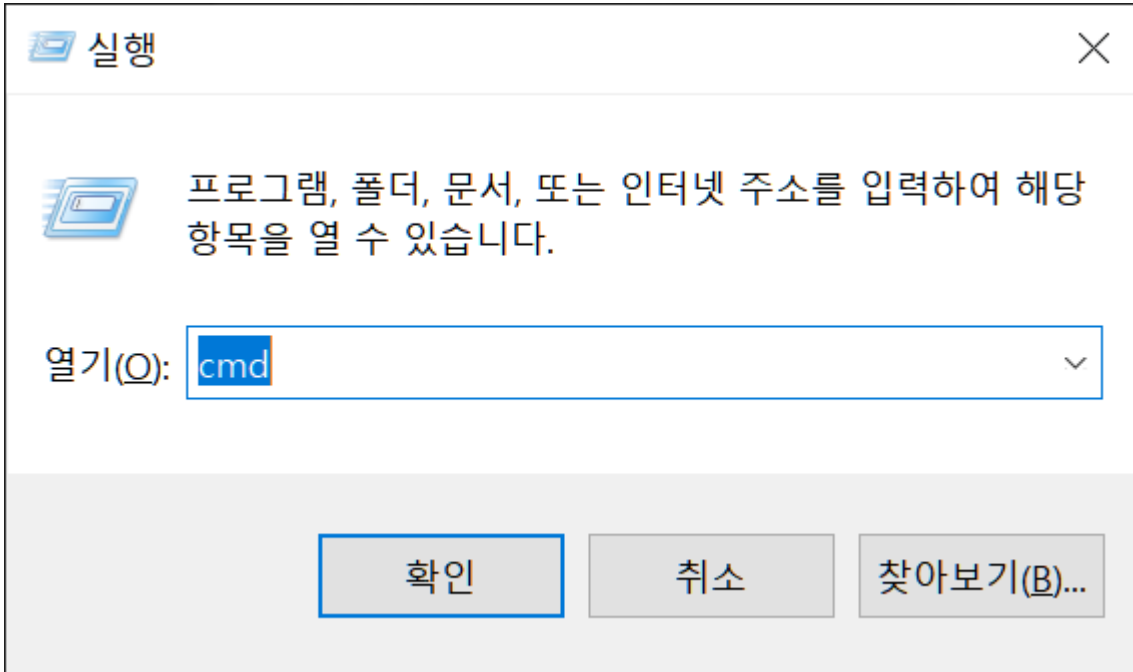 실행
프로그램, 폴더, 문서, 또는 인터넷 주소를 입력하여 해당
항목을 열 수 있습니다.
열기(O): cmd
확인 취소 찾아보기(B)...